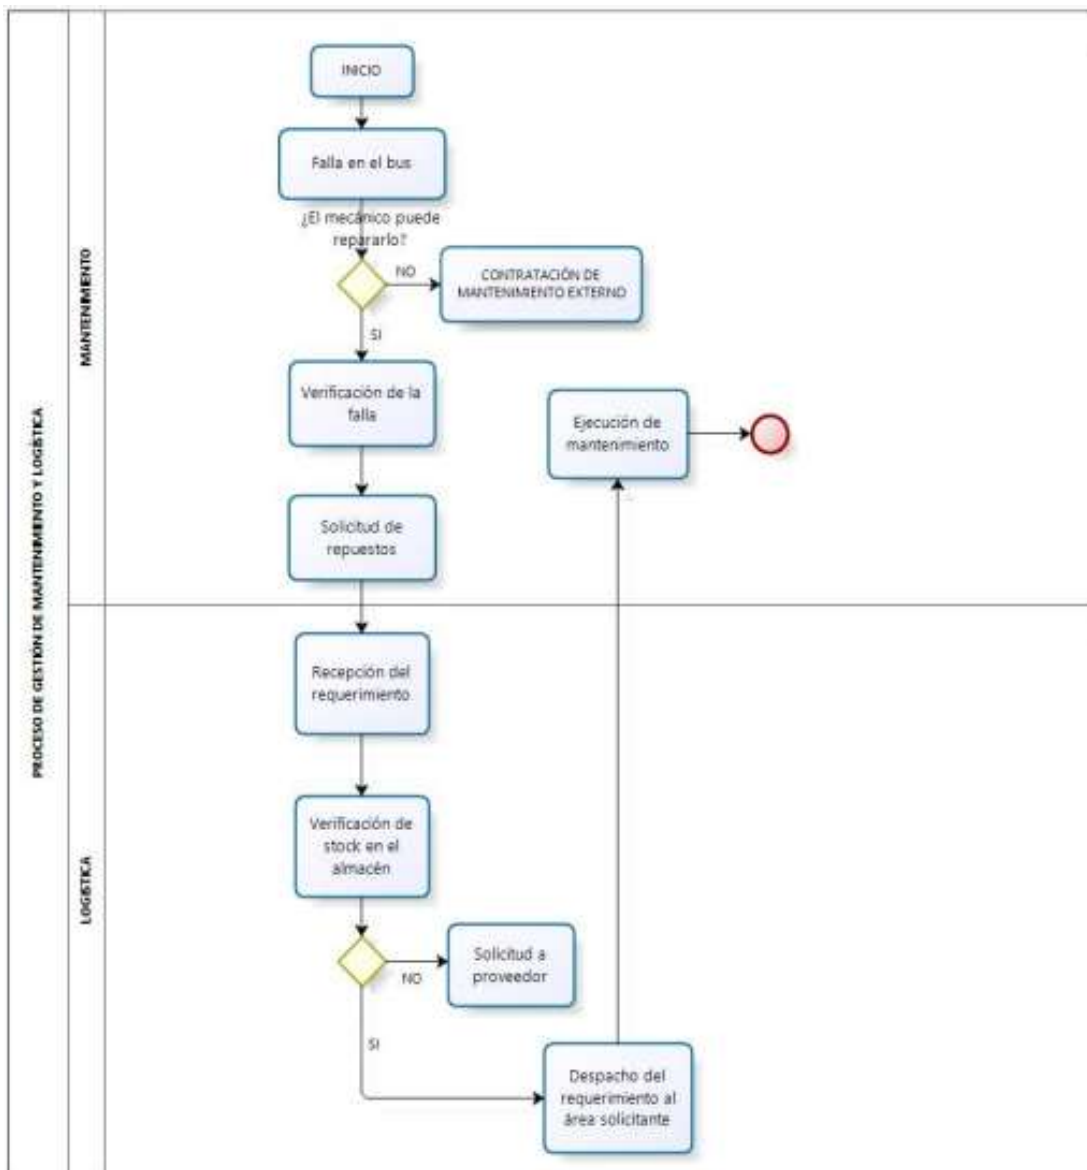 PROCESO DE GESTIÓN DE MANTENIMIENTO Y LOGÍSTICA
MANTENIMIENTO
INICIO
Falla en el bus
¿El mecánico puede
repararlo?
NO
CONTRATACIÓN DE
MANTENIMIENTO EXTERNO
SI
Verificación de la
falla
Ejecución de
mantenimiento
Solicitud de
repuestos
LOGISTICA
Recepción del
requerimiento
Verificación de
stock en el
almacén
NO
Solicitud a
proveedor
SI
Despacho del
requerimiento al
área solicitante